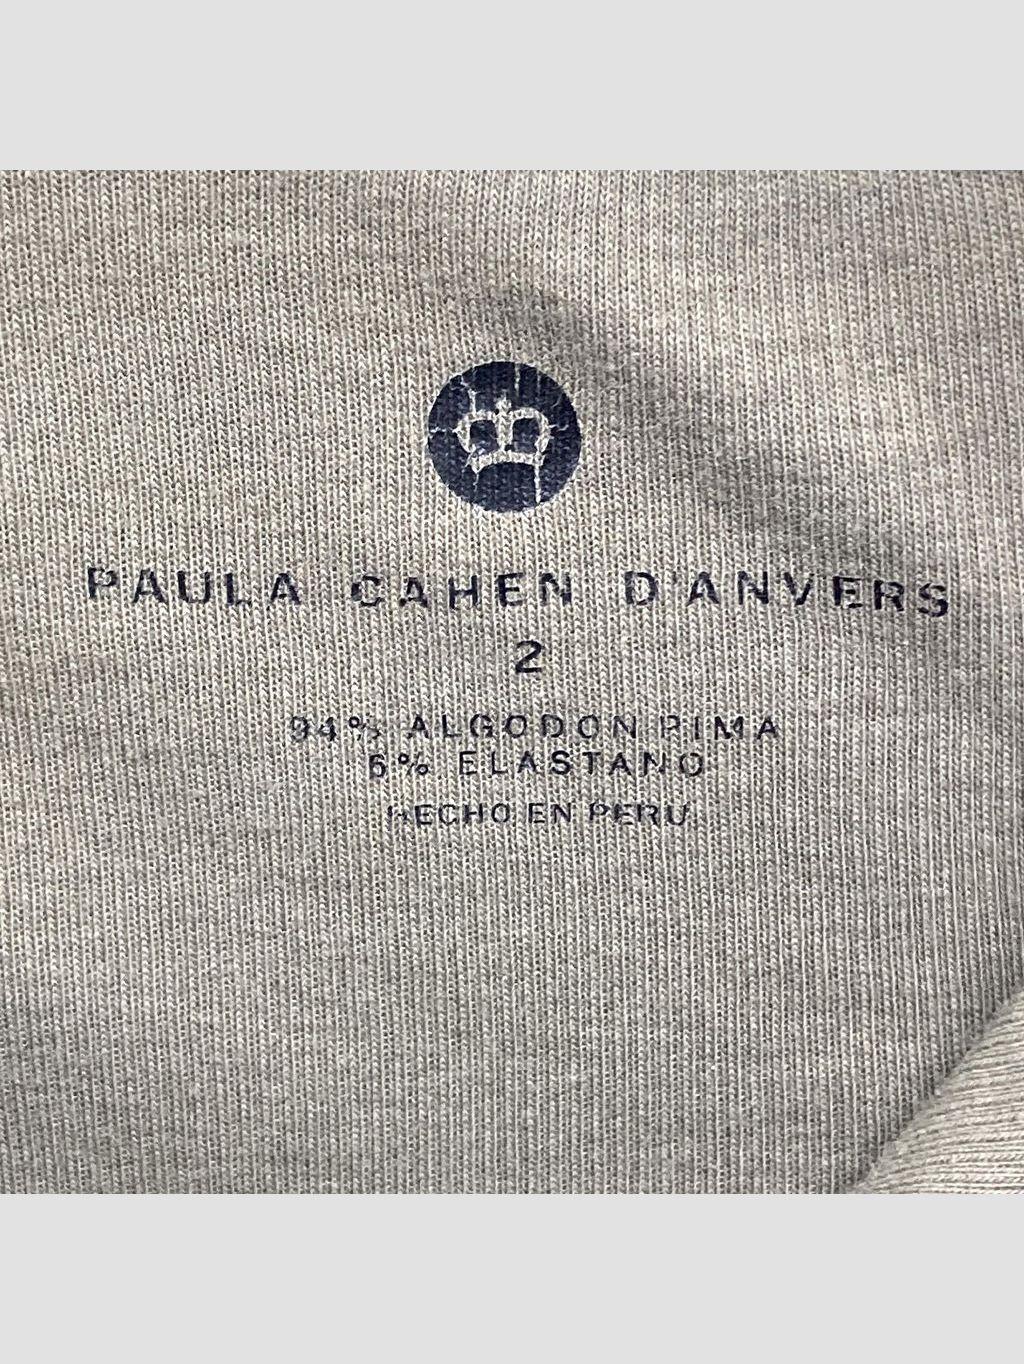 PAULA CAHEN D'ANVERS
2
94% ALGODON PIMA
6% ELASTANO
HECHO EN PERU